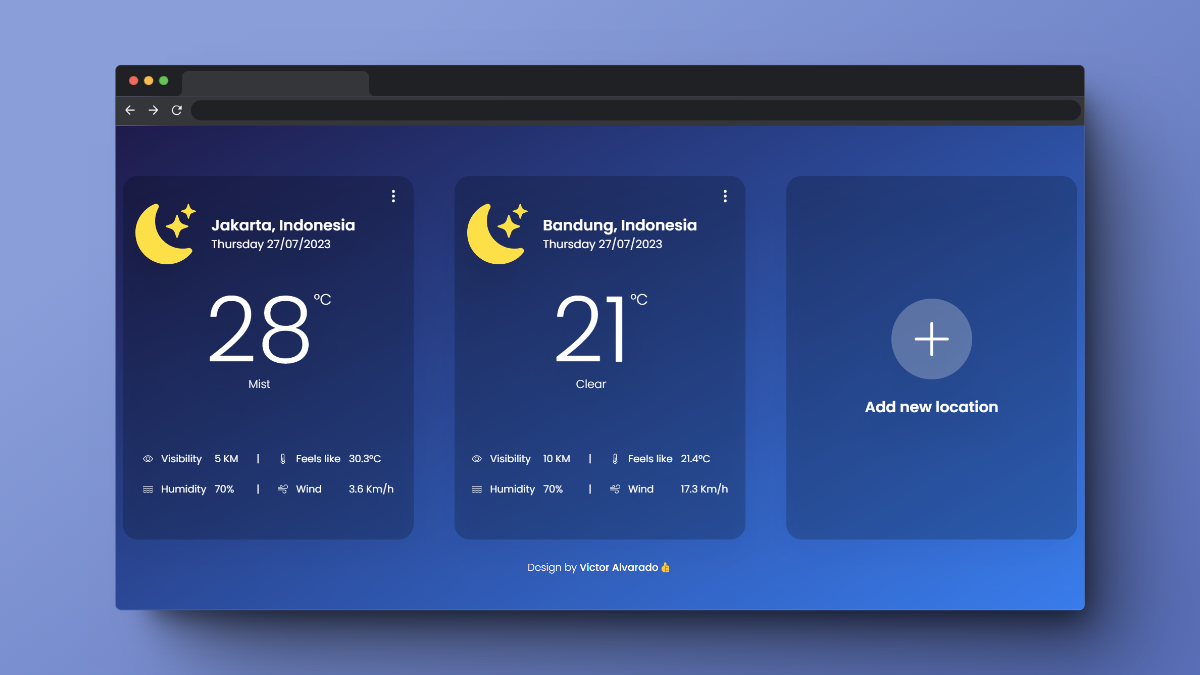 Jakarta, Indonesia
Thursday 27/07/2023
28 °C
Mist
Visibility 5 KM | Feels like 30.3°C
Humidity 70% | Wind 3.6 Km/h
Bandung, Indonesia
Thursday 27/07/2023
21 °C
Clear
Visibility 10 KM | Feels like 21.4°C
Humidity 70% | Wind 17.3 Km/h
Add new location
Design by Victor Alvarado 👍